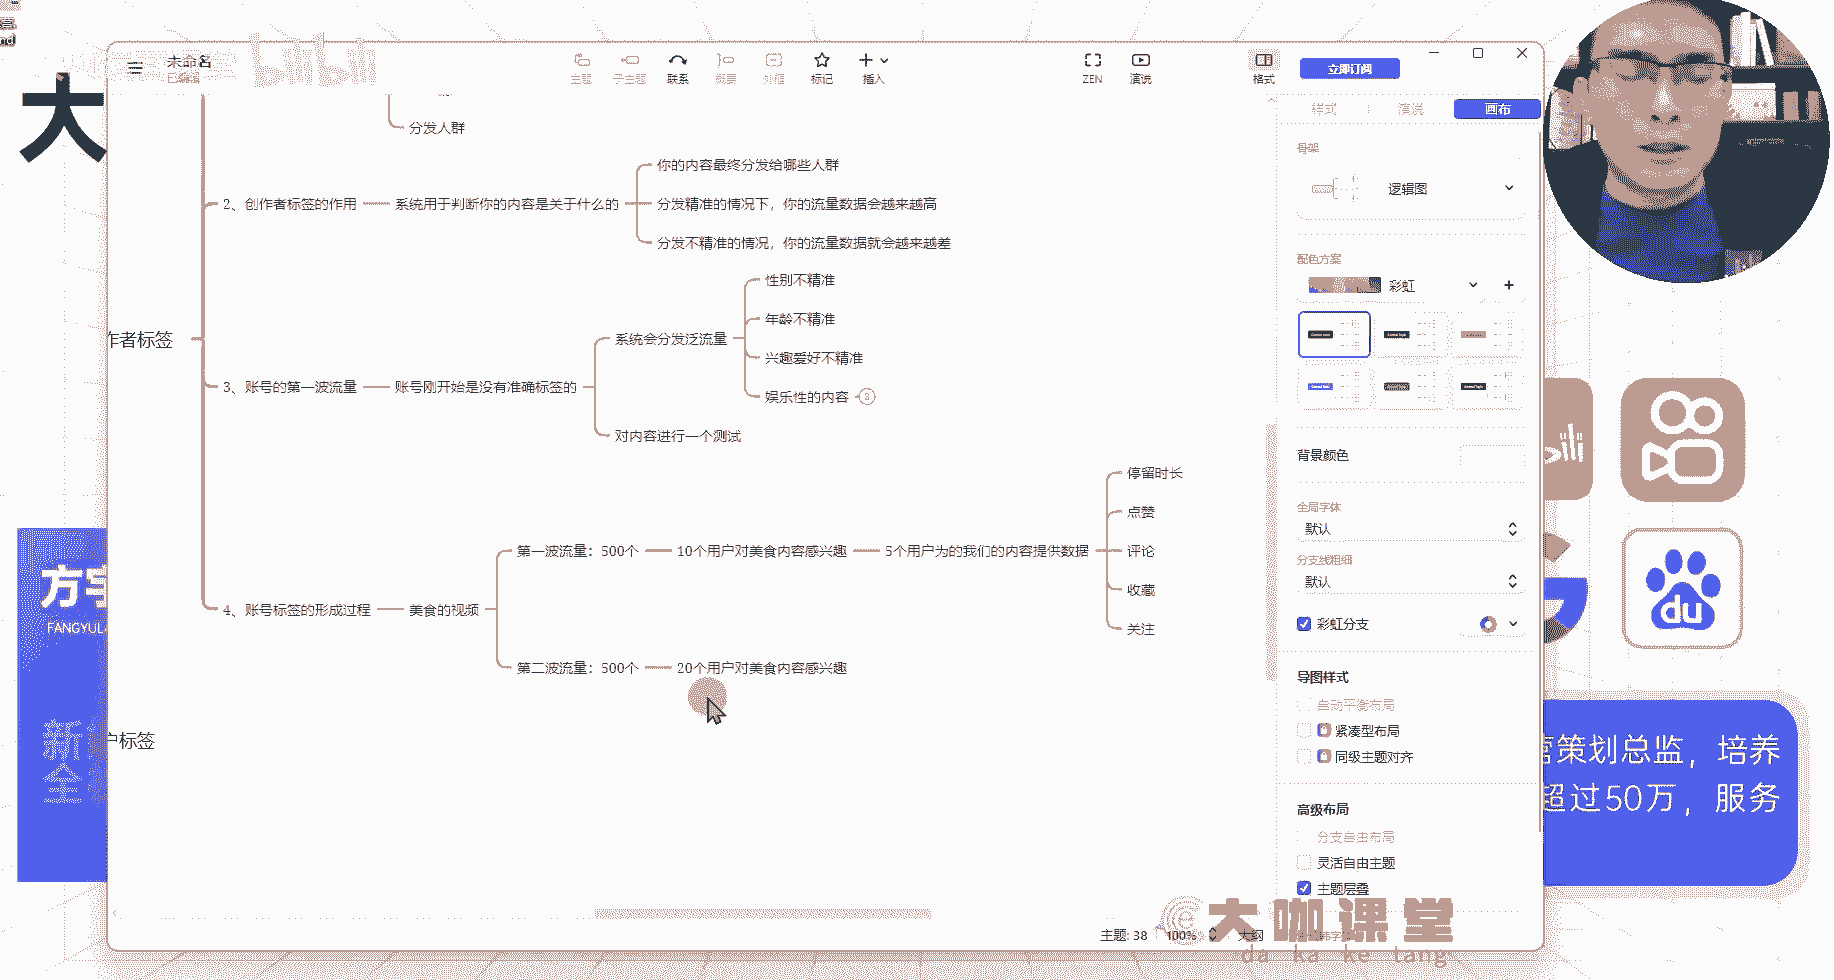 大
未命名
已编辑
bilibili
主题
子主题
联系
概要
外框
标记
插入
ZEN
演说
格式
立即订阅
样式
演说
画布
分发人群
2、创作者标签的作用
系统用于判断你的内容是关于什么的
你的内容最终分发给哪些人群
分发精准的情况下，你的流量数据会越来越高
分发不精准的情况，你的流量数据就会越来越差
作者标签
3、账号的第一波流量
账号刚开始是没有准确标签的
系统会分发泛流量
性别不精准
年龄不精准
兴趣爱好不精准
娱乐性的内容
3
对内容进行一个测试
4、账号标签的形成过程
美食的视频
第一波流量：500个
10个用户对美食内容感兴趣
5个用户为的我们的内容提供数据
停留时长
点赞
评论
收藏
关注
第二波流量：500个
20个用户对美食内容感兴趣
户标签
骨架
逻辑图
配色方案
彩虹
背景颜色
全局字体
默认
分支线粗细
默认
彩虹分支
导图样式
自动平衡布局
紧凑型布局
同级主题对齐
高级布局
分支自由布局
灵活自由主题
主题层叠
主题: 38
100%
大纲
大咖课堂
da ka ke tang
FANGYU
新
全
du
营策划总监，培养
超过50万，服务